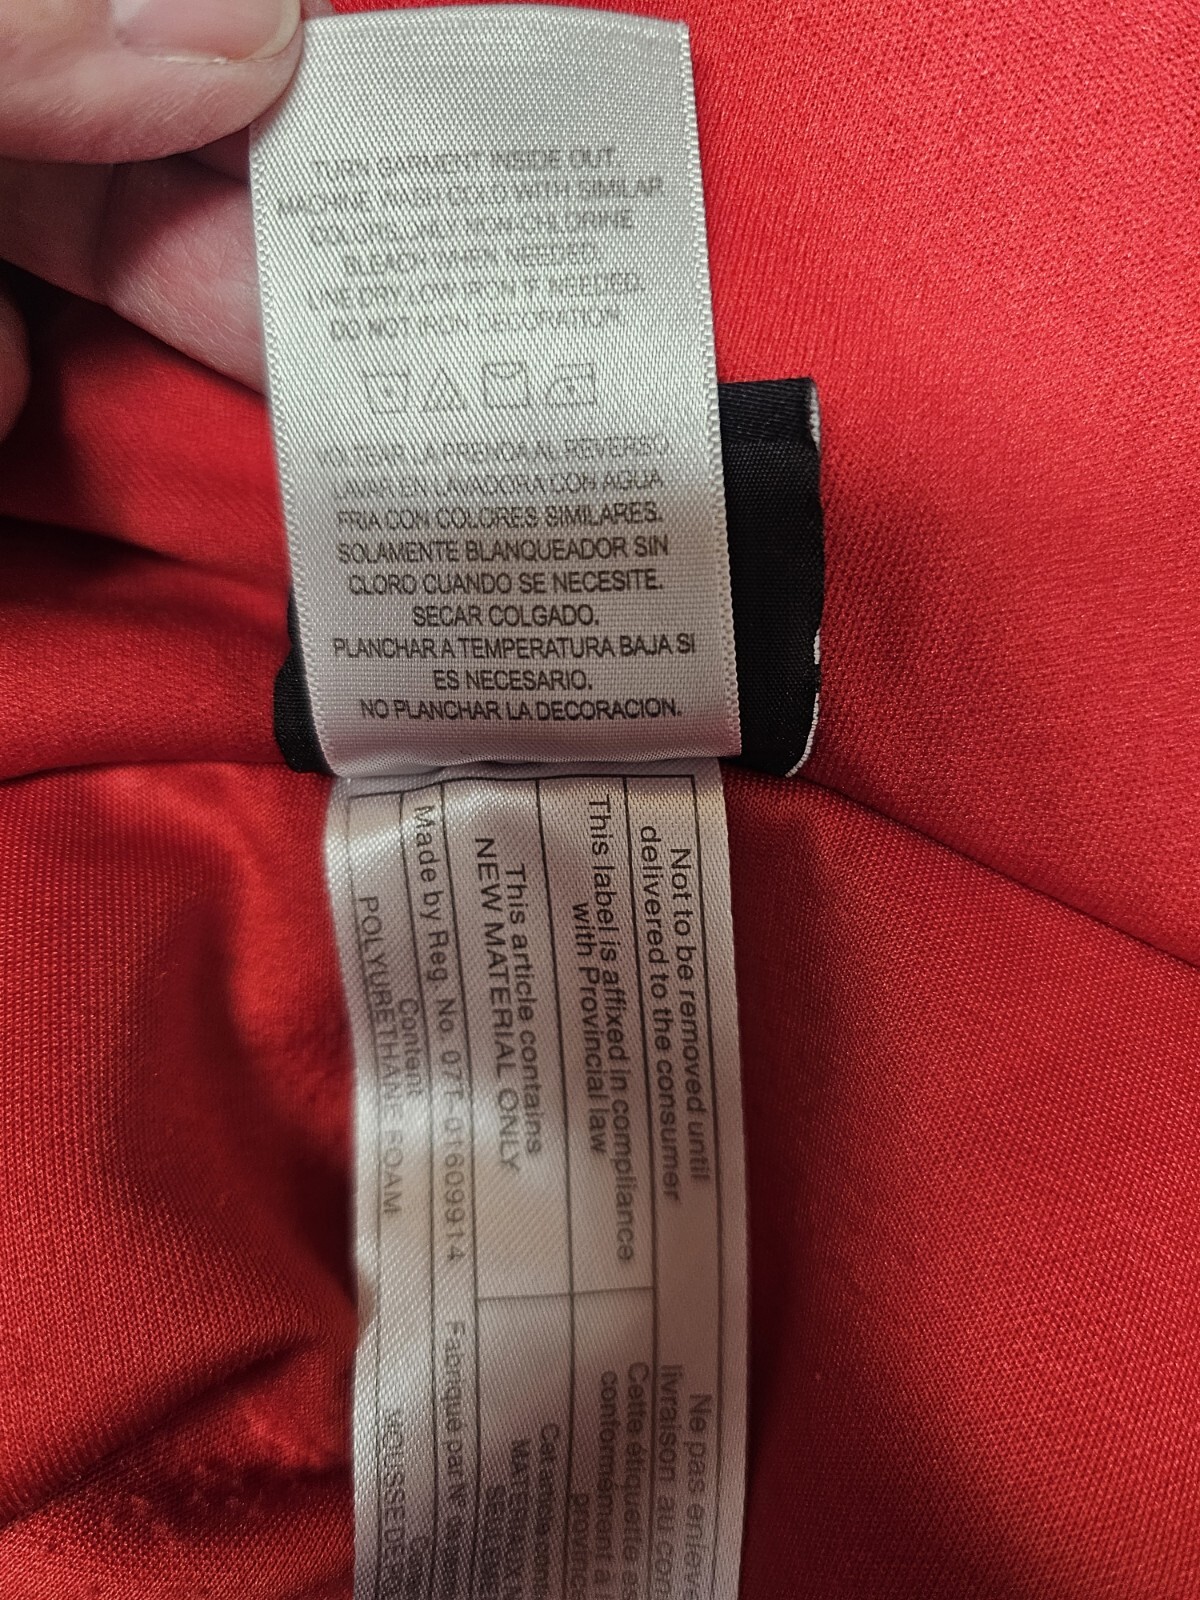 TURN GARMENT INSIDE OUT.
MACHINE WASH COLD WITH SIMILAR
COLORS.ONLY NON-CHLORINE
BLEACH WHEN NEEDED.
LINE DRY.LOW IRON IF NEEDED.
DO NOT IRON DECORATION.
VOLTEAR LA PRENDA AL REVERSO.
LAVAR EN LAVADORA CON AGUA
FRIA CON COLORES SIMILARES.
SOLAMENTE BLANQUEADOR SIN
CLORO CUANDO SE NECESITE.
SECAR COLGADO.
PLANCHAR A TEMPERATURA BAJA SI
ES NECESARIO.
NO PLANCHAR LA DECORACION.
Not to be removed until
delivered to the consumer
This label is affixed in compliance
with Provincial law
This article contains
NEW MATERIAL ONLY
Made by Reg. No. 07T-01609914
Content
POLYURETHANE FOAM
Ne pas enleve
livraison au con
Cette étiquette es
conformément à
province
Fabriqué par N°
MOUSSE DE